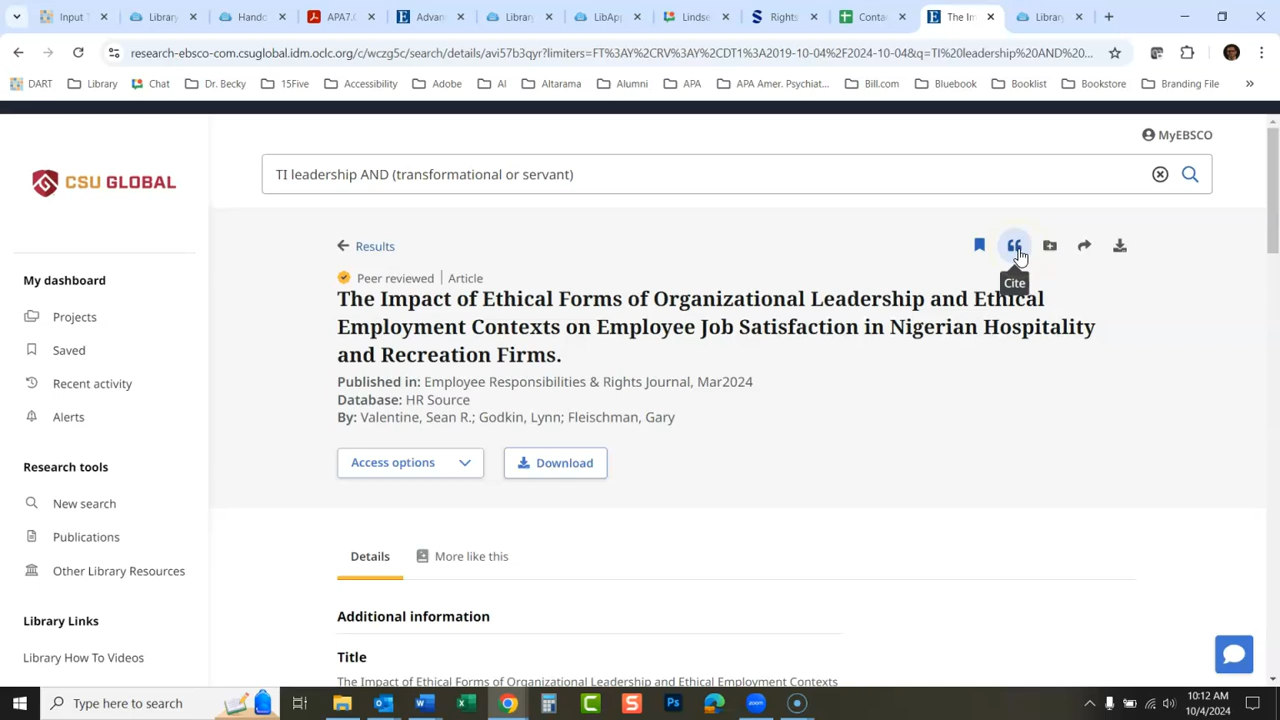 Input T
Library
Handc
APA7.(
Advan
Library
LibAp
Lindse
Rights
Conta
The Im
Library
research-ebsco-com.csuglobal.idm.oclc.org/c/wczg5c/search/details/avi57b3qvr?limiters=FT%3AY%2CRV%3AY%2CDT1%3A2019-10-04%2F2024-10-04&q=TI%20leadership%20AND%20...
DART
Library
Chat
Dr. Becky
15Five
Accessibility
Adobe
AI
Altarama
Alumni
APA
APA Amer. Psychiat...
Bill.com
Bluebook
Booklist
Bookstore
Branding File
MyEBSCO
CSU GLOBAL
TI leadership AND (transformational or servant)
Results
Cite
My dashboard
Projects
Saved
Recent activity
Alerts
Research tools
New search
Publications
Other Library Resources
Library Links
Library How To Videos
Peer reviewed | Article
The Impact of Ethical Forms of Organizational Leadership and Ethical
Employment Contexts on Employee Job Satisfaction in Nigerian Hospitality
and Recreation Firms.
Published in: Employee Responsibilities & Rights Journal, Mar2024
Database: HR Source
By: Valentine, Sean R.; Godkin, Lynn; Fleischman, Gary
Access options
Download
Details
More like this
Additional information
Title
The Impact of Ethical Forms of Organizational Leadership and Ethical Employment Contexts
Type here to search
10:12 AM
10/4/2024